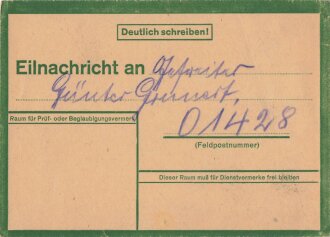 Deutlich schreiben!
Eilnachricht an Gefreiter
Günter
Raum für Prüf- oder Beglaubigungsvermerk
01428
(Feldpostnummer)
Dieser Raum muß für Dienstvermerke frei bleiben